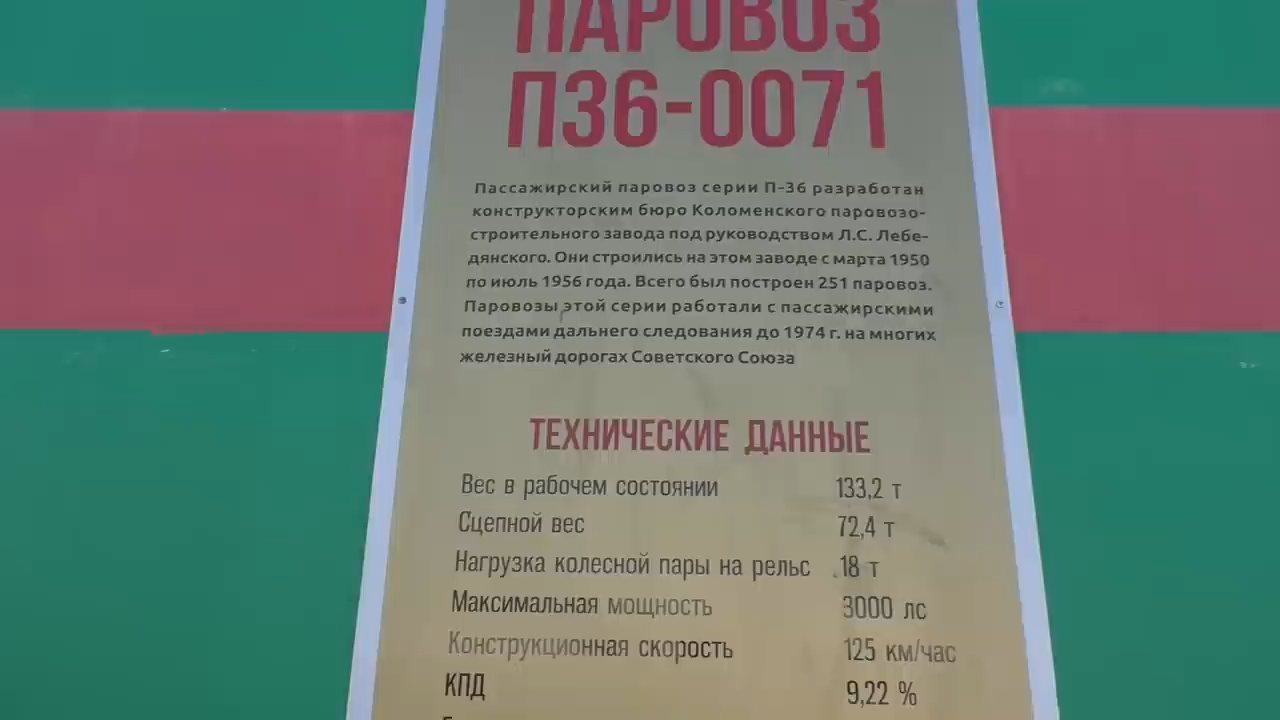 ПАРОВОЗ
П36-0071
Пассажирский паровоз серии П-36 разработан
конструкторским бюро Коломенского паровозо-
строительного завода под руководством Л.С. Лебе-
дянского. Они строились на этом заводе с марта 1950
по июль 1956 года. Всего был построен 251 паровоз.
Паровозы этой серии работали с пассажирскими
поездами дальнего следования до 1974 г. на многих
железный дорогах Советского Союза
ТЕХНИЧЕСКИЕ ДАННЫЕ
Вес в рабочем состоянии 133,2 т
Сцепной вес 72,4 т
Нагрузка колесной пары на рельс 18 т
Максимальная мощность 3000 лс
Конструкционная скорость 125 км/час
КПД 9,22 %